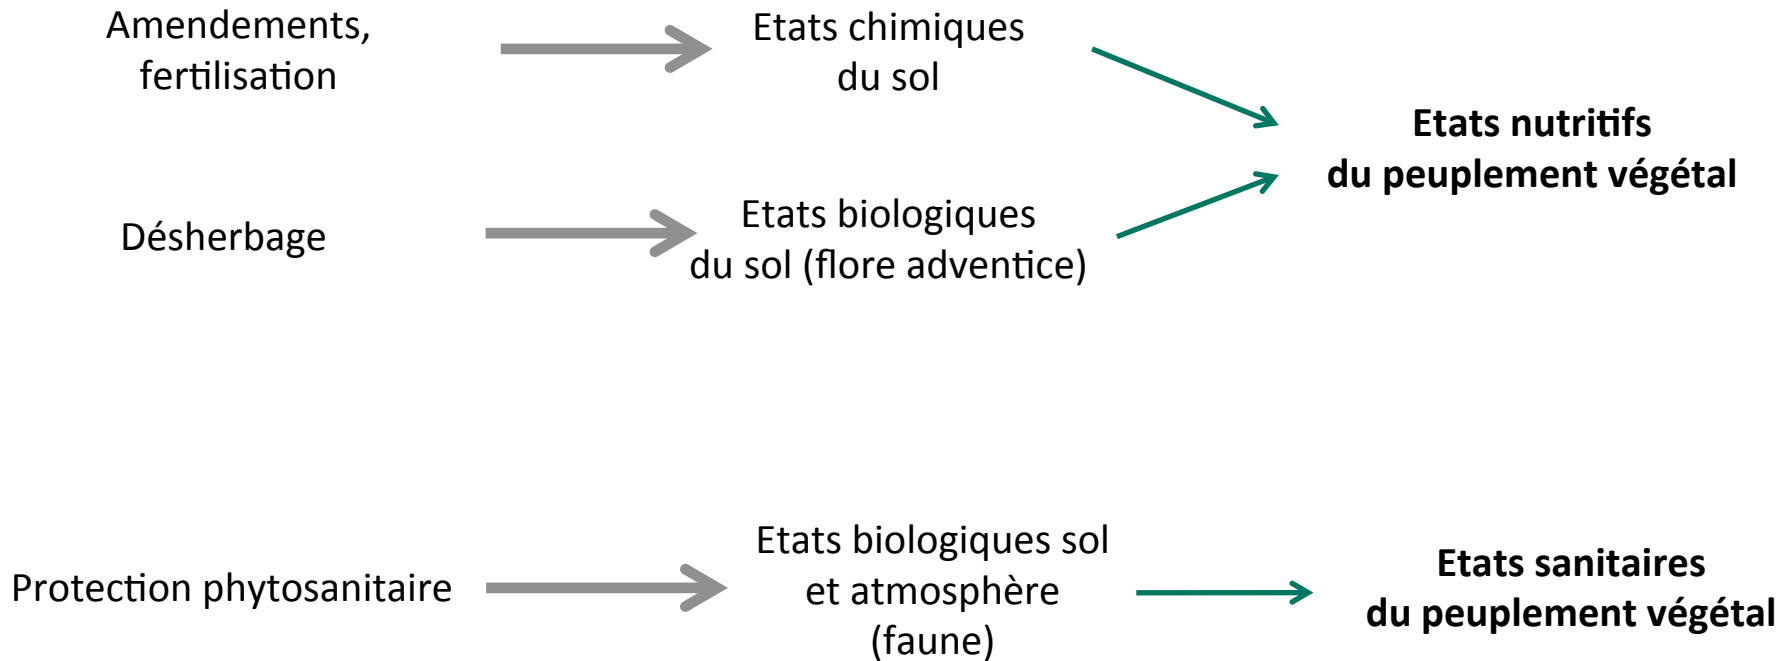 Amendements,
fertilisation
Etats chimiques
du sol
Etats nutritifs
du peuplement végétal
Désherbage
Etats biologiques
du sol (flore adventice)
Protection phytosanitaire
Etats biologiques sol
et atmosphère
(faune)
Etats sanitaires
du peuplement végétal